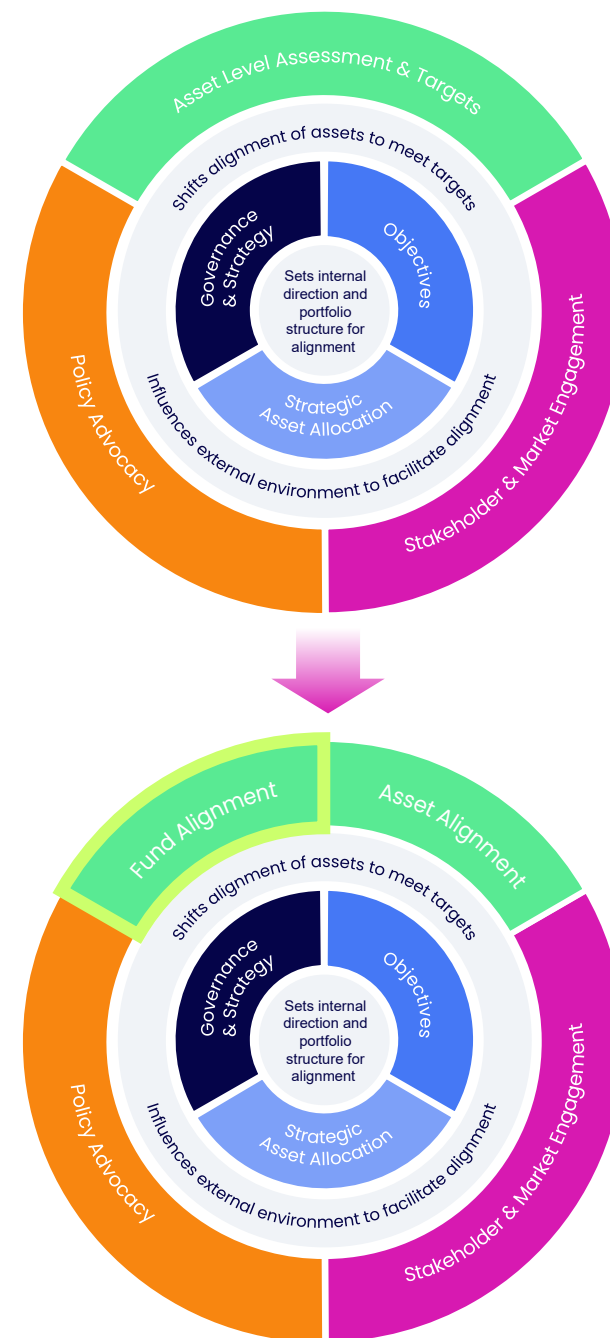 Asset Level Assessment & Targets
Shifts alignment of assets to meet targets
Governance
& Strategy
Objectives
Sets internal
direction and
portfolio
structure for
alignment
Strategic
Asset Allocation
Influences external environment to facilitate alignment
Policy Advocacy
Stakeholder & Market Engagement
Fund Alignment
Asset Alignment
Shifts alignment of assets to meet targets
Governance
& Strategy
Objectives
Sets internal
direction and
portfolio
structure for
alignment
Strategic
Asset Allocation
Influences external environment to facilitate alignment
Policy Advocacy
Stakeholder & Market Engagement